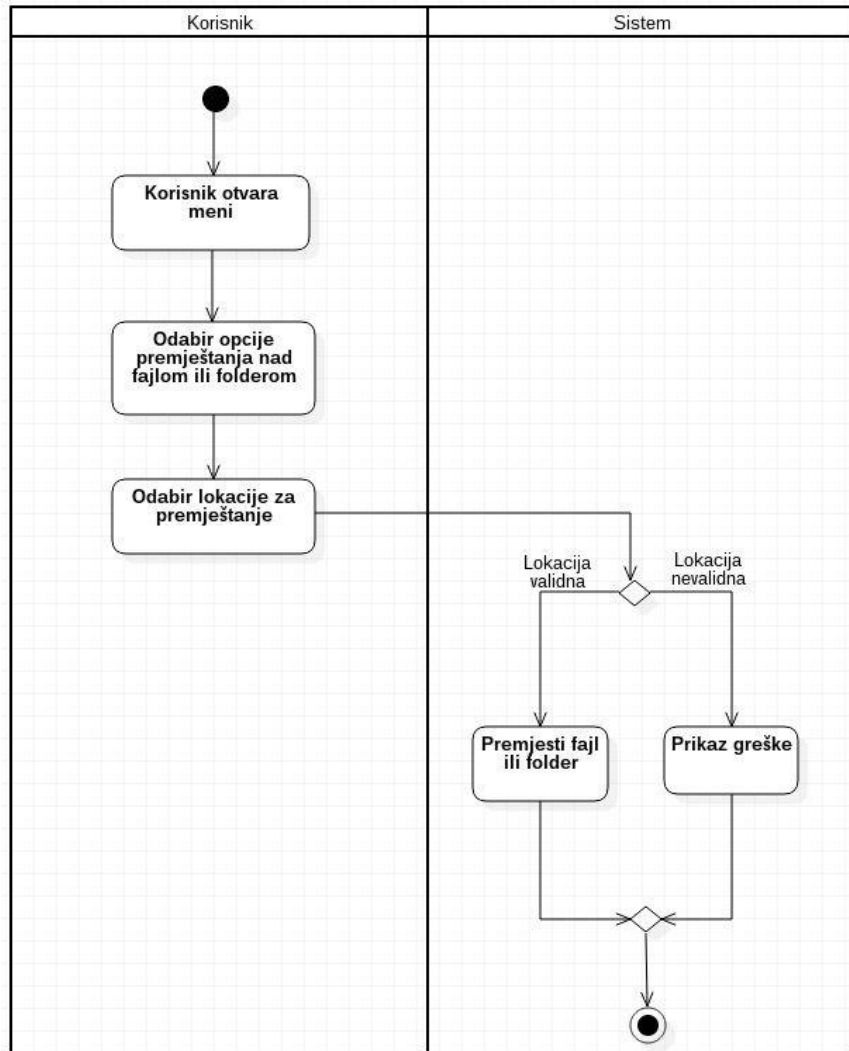 Korisnik
Sistem
Korisnik otvara
meni
Odabir opcije
premještanja nad
fajlom ili folderom
Odabir lokacije za
premještanje
Lokacija
validna
Lokacija
nevalidna
Premjesti fajl
ili folder
Prikaz greške